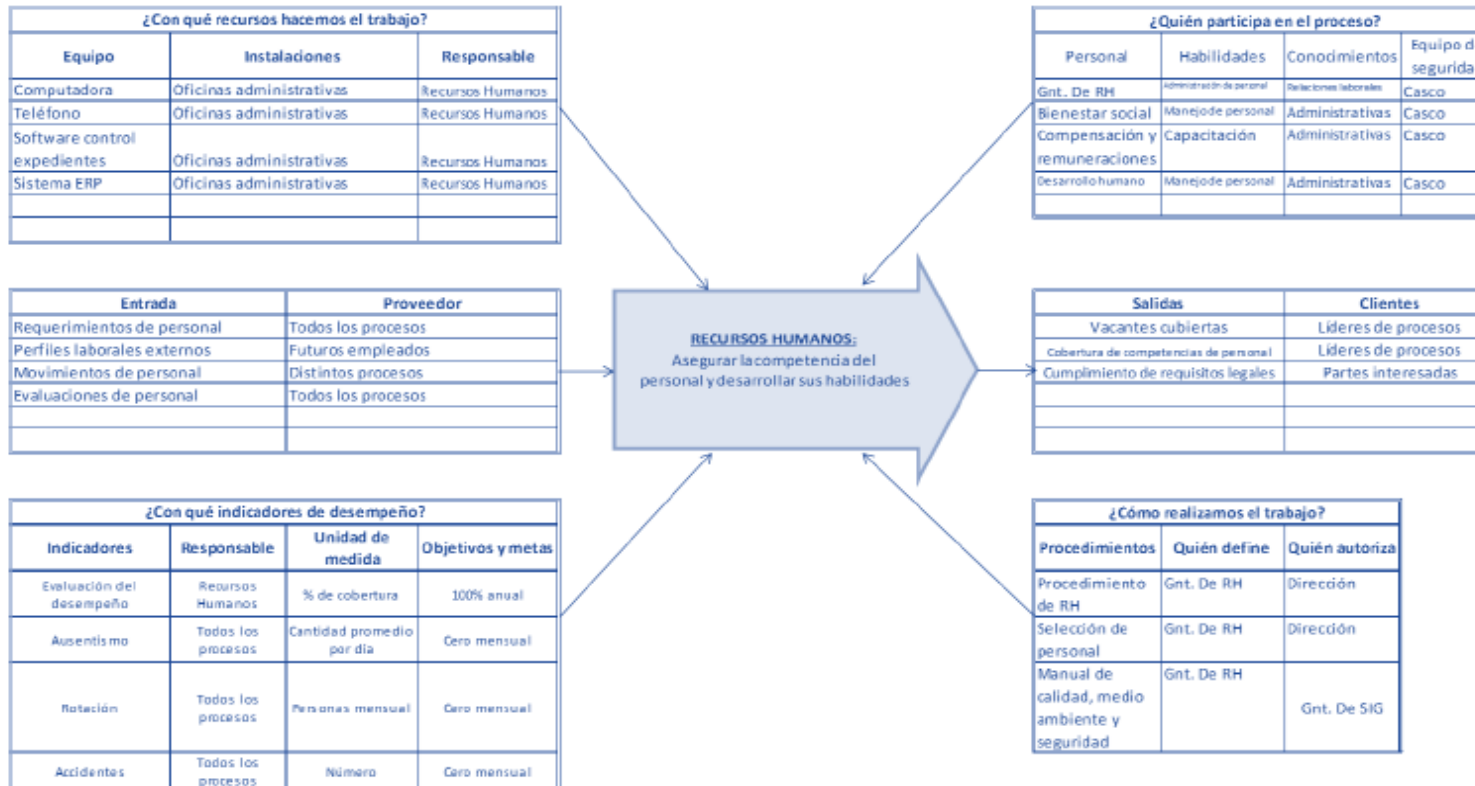 ¿Con qué recursos hacemos el trabajo?
Equipo Instalaciones Responsable
Computadora Oficinas administrativas Recursos Humanos
Teléfono Oficinas administrativas Recursos Humanos
Software control
expedientes Oficinas administrativas Recursos Humanos
Sistema ERP Oficinas administrativas Recursos Humanos
¿Quién participa en el proceso?
Personal Habilidades Conocimientos Equipo d
segurida
Gnt. De RH Administración de personal Relaciones laborales Casco
Bienestar social Manejo de personal Administrativas Casco
Compensación y Capacitación Administrativas Casco
remuneraciones
Desarrollo humano Manejo de personal Administrativas Casco
Entrada Proveedor
Requerimientos de personal Todos los procesos
Perfiles laborales externos Futuros empleados
Movimientos de personal Distintos procesos
Evaluaciones de personal Todos los procesos
RECURSOS HUMANOS:
Asegurar la competencia del
personal y desarrollar sus habilidades
Salidas Clientes
Vacantes cubiertas Líderes de procesos
Cobertura de competencias de personal Líderes de procesos
Cumplimiento de requisitos legales Partes interesadas
¿Con qué indicadores de desempeño?
Indicadores Responsable Unidad de
medida Objetivos y metas
Evaluación del
desempeño Recursos
Humanos % de cobertura 100% anual
Ausentismo Todos los
procesos Cantidad promedio
por día Cero mensual
Rotación Todos los
procesos Personas mensual Cero mensual
Accidentes Todos los
procesos Número Cero mensual
¿Cómo realizamos el trabajo?
Procedimientos Quién define Quién autoriza
Procedimiento Gnt. De RH Dirección
de RH
Selección de Gnt. De RH Dirección
personal
Manual de Gnt. De RH
calidad, medio
ambiente y Gnt. De SIG
seguridad